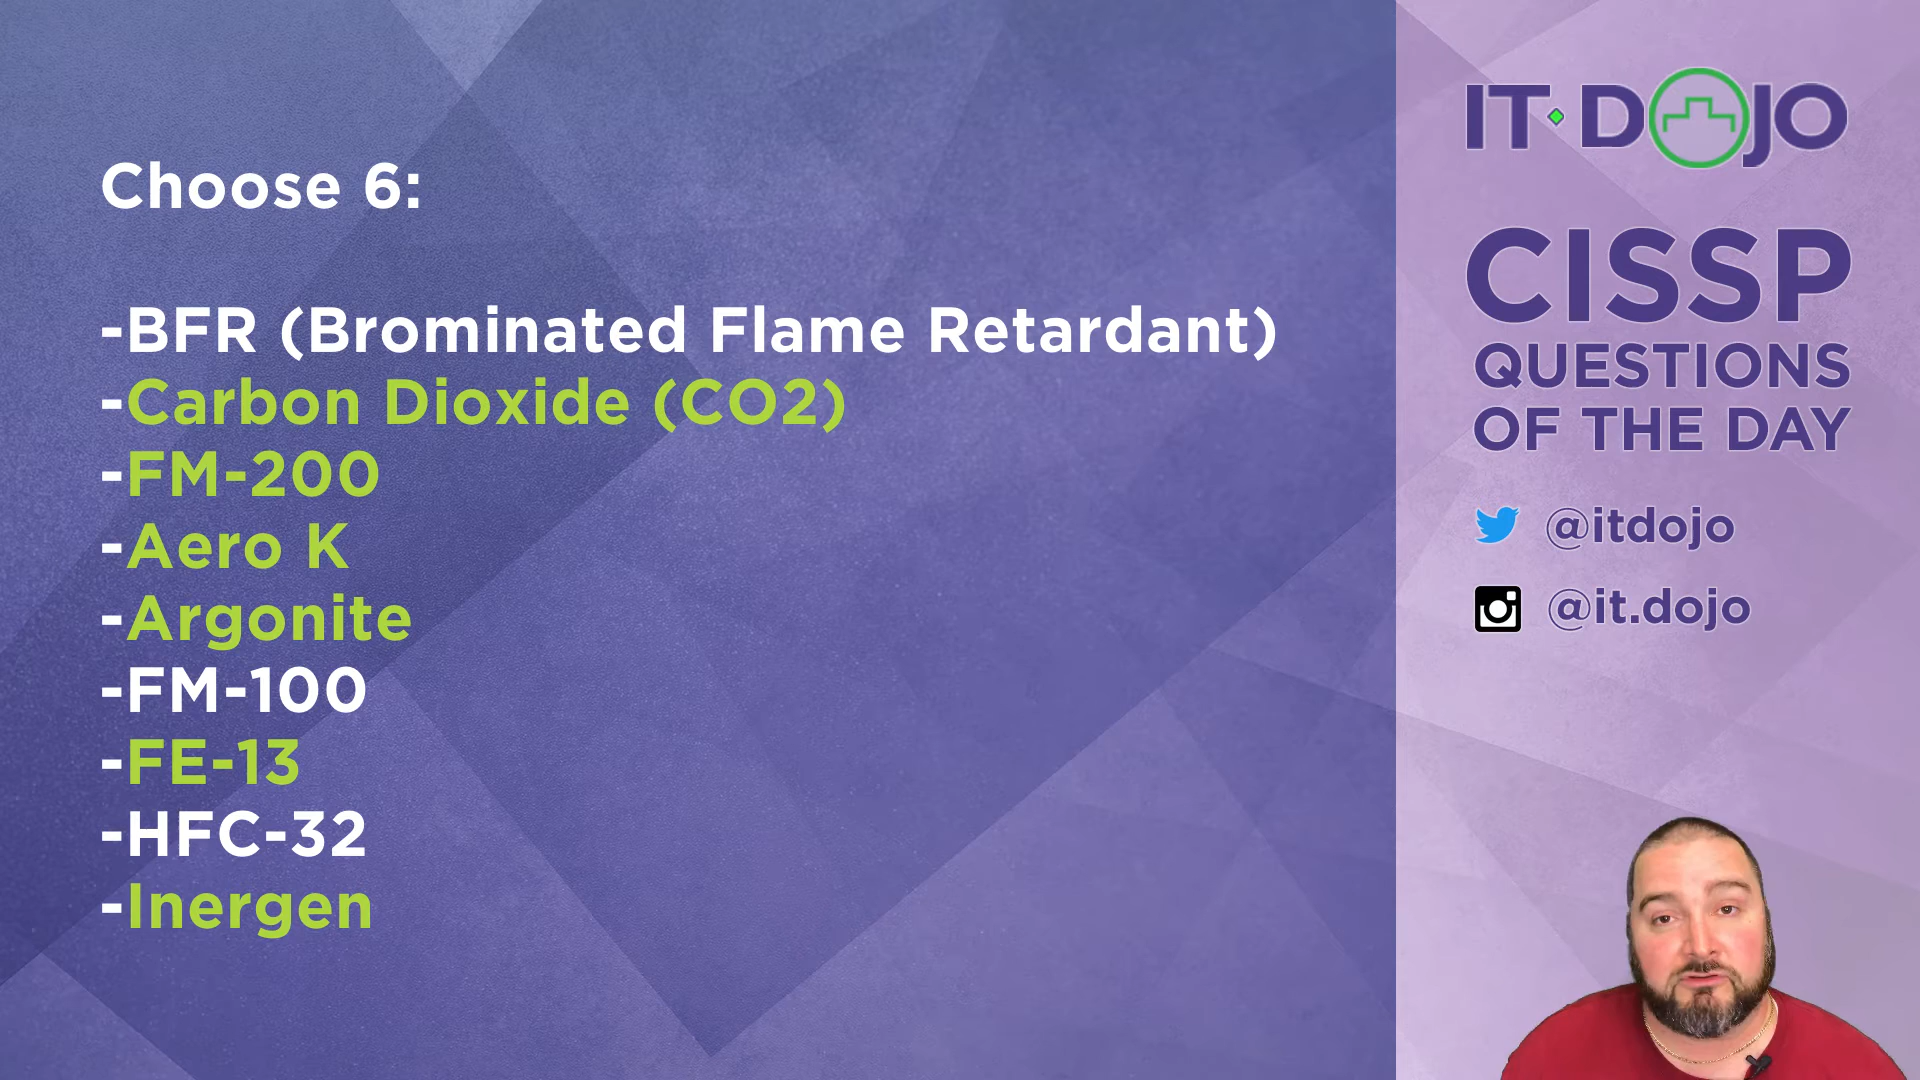 Choose 6:
-BFR (Brominated Flame Retardant)
-Carbon Dioxide (CO2)
-FM-200
-Aero K
-Argonite
-FM-100
-FE-13
-HFC-32
-Inergen
IT·DOJO
CISSP
QUESTIONS
OF THE DAY
@itdojo
@it.dojo